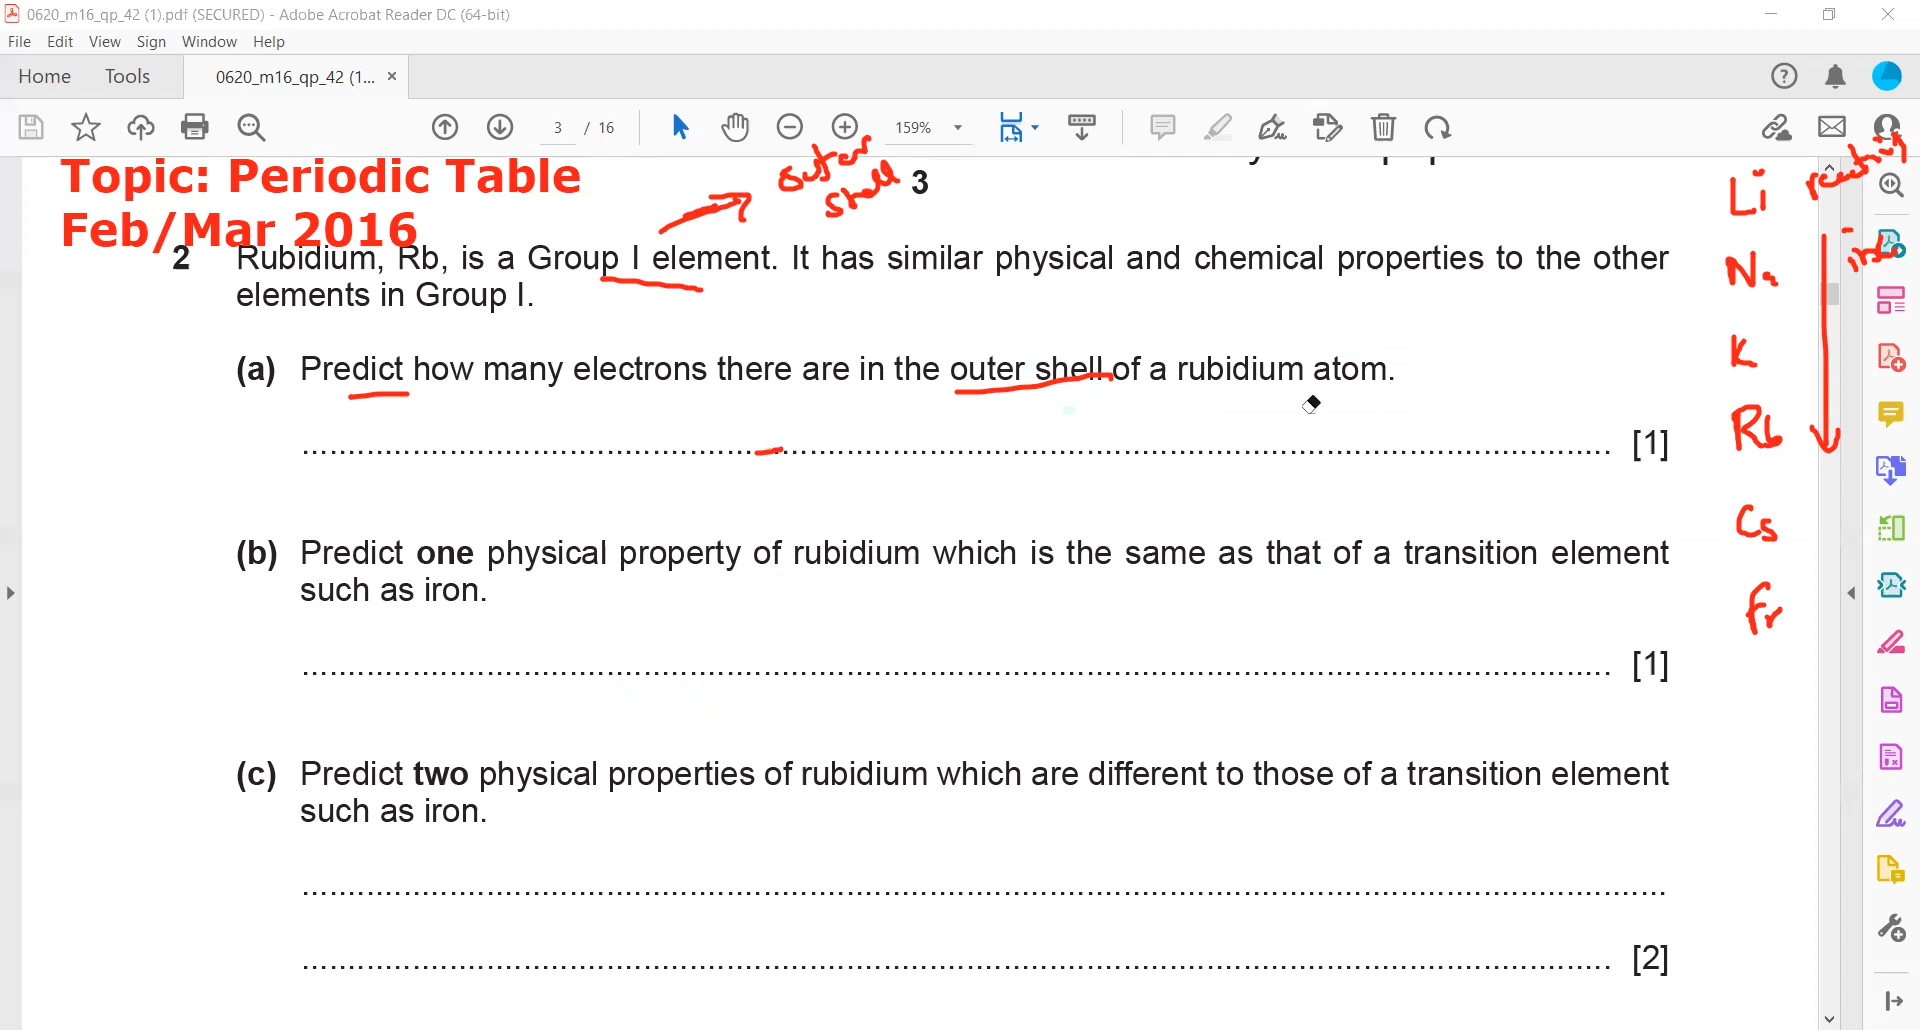 0620_m16_qp_42 (1).pdf (SECURED) - Adobe Acrobat Reader DC (64-bit)
File Edit View Sign Window Help
Home Tools 0620_m16_qp_42 (1... ×
3 / 16 159%
Topic: Periodic Table
Feb/Mar 2016
outer
shell
3
2 Rubidium, Rb, is a Group I element. It has similar physical and chemical properties to the other
elements in Group I.
(a) Predict how many electrons there are in the outer shell of a rubidium atom.
[1]
(b) Predict one physical property of rubidium which is the same as that of a transition element
such as iron.
[1]
(c) Predict two physical properties of rubidium which are different to those of a transition element
such as iron.
[2]
Li
Na
K
Rb
Cs
Fr